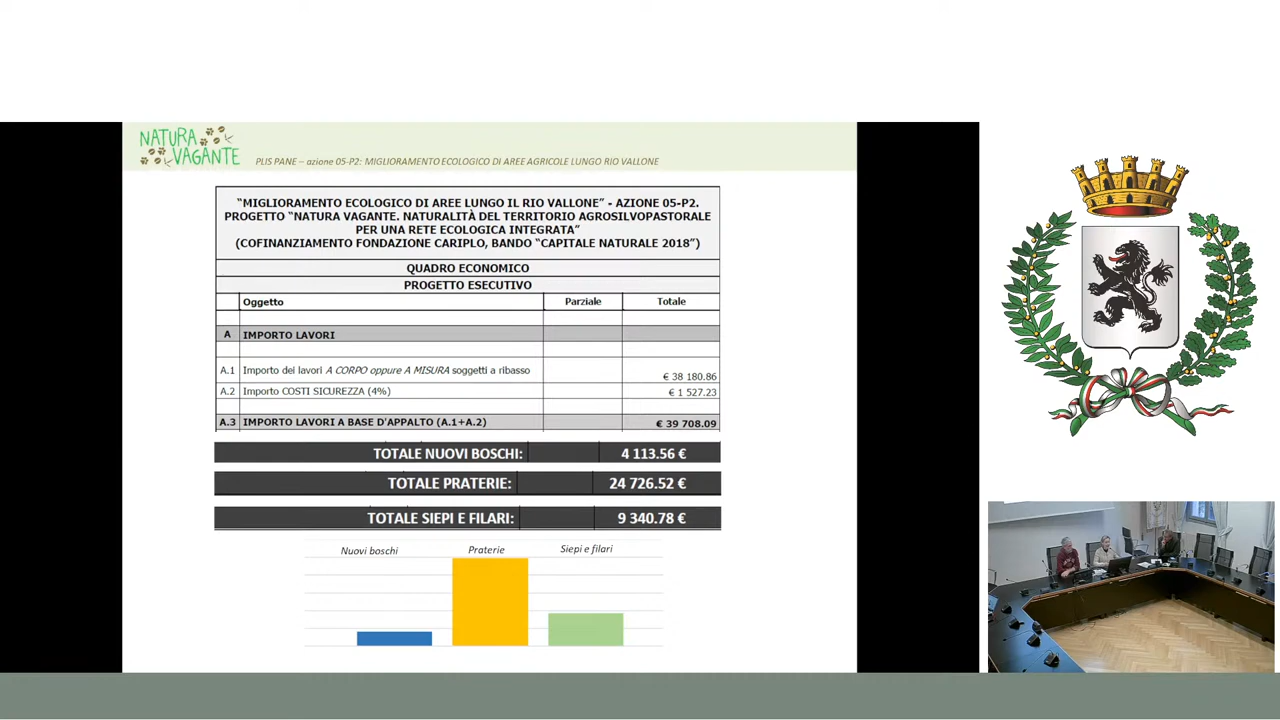 NATURA
VAGANTE
PLIS PANE – azione 05-P2: MIGLIORAMENTO ECOLOGICO DI AREE AGRICOLE LUNGO RIO VALLONE
"MIGLIORAMENTO ECOLOGICO DI AREE LUNGO IL RIO VALLONE" - AZIONE 05-P2.
PROGETTO "NATURA VAGANTE. NATURALITÀ DEL TERRITORIO AGROSILVOPASTORALE
PER UNA RETE ECOLOGICA INTEGRATA"
(COFINANZIAMENTO FONDAZIONE CARIPLO, BANDO "CAPITALE NATURALE 2018")
QUADRO ECONOMICO
PROGETTO ESECUTIVO
Oggetto Parziale Totale
A IMPORTO LAVORI
A.1 Importo dei lavori A CORPO oppure A MISURA soggetti a ribasso € 38 180.86
A.2 Importo COSTI SICUREZZA (4%) € 1 527.23
A.3 IMPORTO LAVORI A BASE D'APPALTO (A.1+A.2) € 39 708.09
TOTALE NUOVI BOSCHI: 4 113.56 €
TOTALE PRATERIE: 24 726.52 €
TOTALE SIEPI E FILARI: 9 340.78 €
Nuovi boschi Praterie Siepi e filari